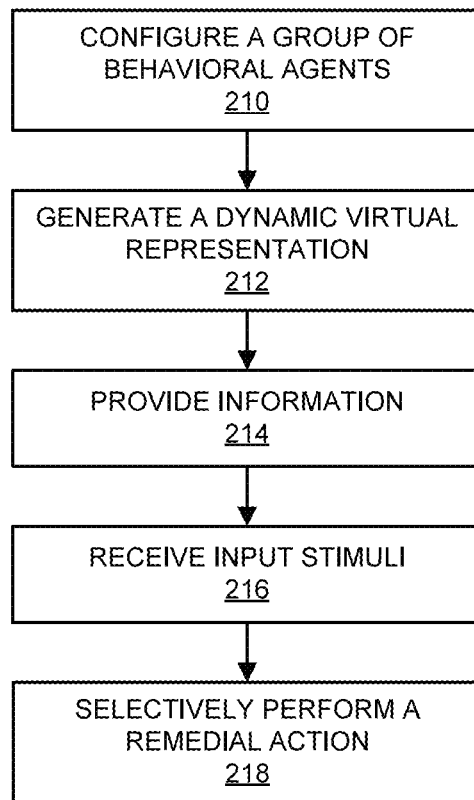 CONFIGURE A GROUP OF
BEHAVIORAL AGENTS
210
GENERATE A DYNAMIC VIRTUAL
REPRESENTATION
212
PROVIDE INFORMATION
214
RECEIVE INPUT STIMULI
216
SELECTIVELY PERFORM A
REMEDIAL ACTION
218